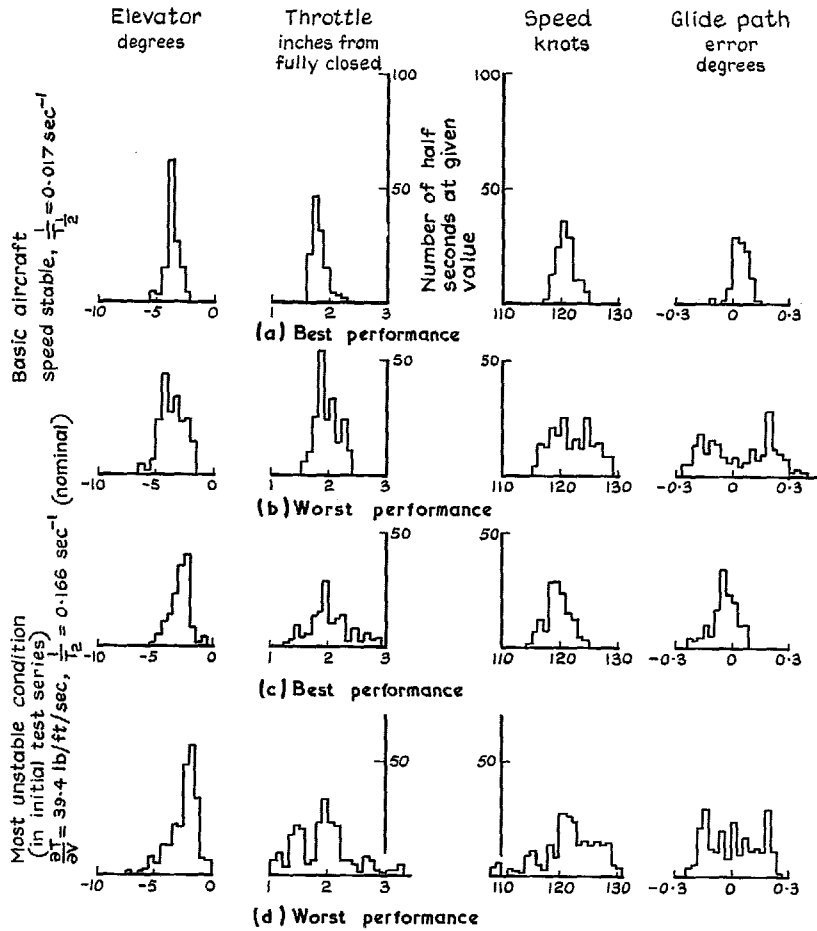 Elevator
degrees
Throttle
inches from
fully closed
Speed
knots
Glide path
error
degrees
Basic aircraft
speed stable, 1/T½ = 0·017 sec⁻¹
100
50
Number of half
seconds at given
value
100
50
-10 -5 0
1 2 3
110 120 130
-0·3 0 0·3
(a) Best performance
50
50
-10 -5 0
1 2 3
110 120 130
-0·3 0 0·3
(b) Worst performance
Most unstable condition
(in initial test series)
∂T/∂V = 39·4 lb/ft/sec, 1/T₂ = 0·166 sec⁻¹ (nominal)
50
50
-10 -5 0
1 2 3
110 120 130
-0·3 0 0·3
(c) Best performance
50
50
-10 -5 0
1 2 3
110 120 130
-0·3 0 0·3
(d) Worst performance